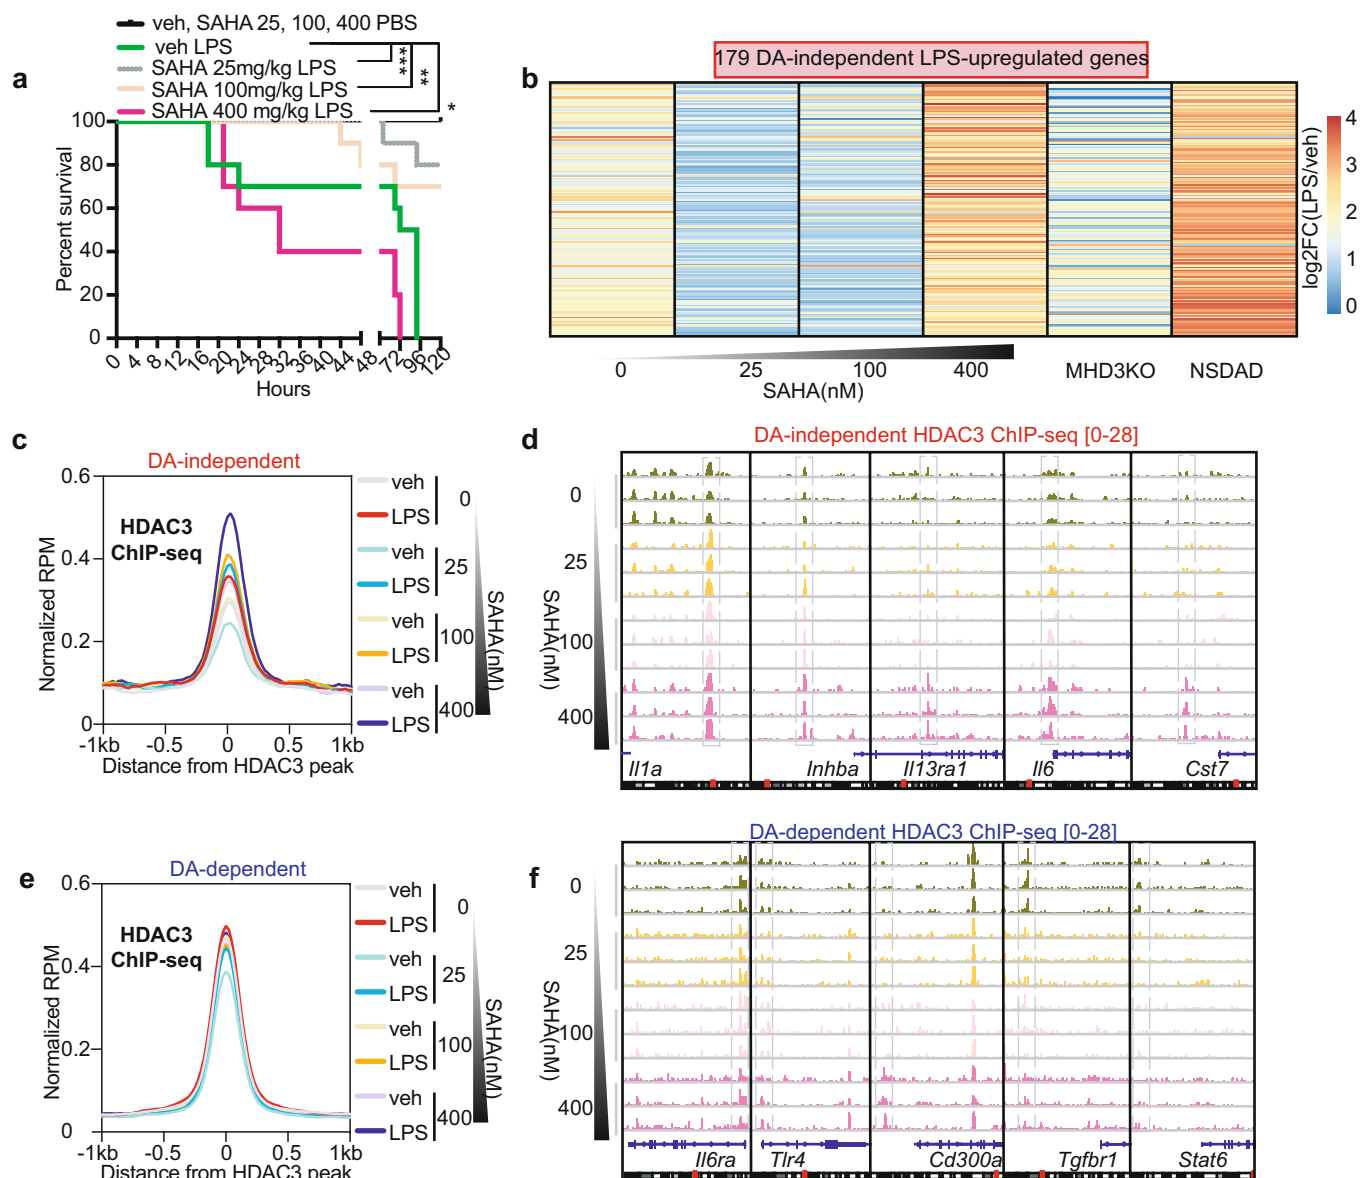 a
veh, SAHA 25, 100, 400 PBS
veh LPS
SAHA 25mg/kg LPS
SAHA 100mg/kg LPS
SAHA 400 mg/kg LPS
***
**
*
Percent survival
100
80
60
40
20
0
0 4 8 12 16 20 24 28 32 36 40 44 48 72 96 120
Hours
b
179 DA-independent LPS-upregulated genes
0 25 100 400
SAHA(nM)
MHD3KO NSDAD
log2FC(LPS/veh)
4
3
2
1
0
c
DA-independent
HDAC3
ChIP-seq
Normalized RPM
0.6
0.4
0.2
0
-1kb -0.5 0 0.5 1kb
Distance from HDAC3 peak
veh
LPS
0
veh
LPS
25
veh
LPS
100
veh
LPS
400
SAHA(nM)
d
DA-independent HDAC3 ChIP-seq [0-28]
0
25
100
400
SAHA(nM)
Il1a Inhba Il13ra1 Il6 Cst7
e
DA-dependent
HDAC3
ChIP-seq
Normalized RPM
0.6
0.4
0.2
0
-1kb -0.5 0 0.5 1kb
Distance from HDAC3 peak
veh
LPS
0
veh
LPS
25
veh
LPS
100
veh
LPS
400
SAHA(nM)
f
DA-dependent HDAC3 ChIP-seq [0-28]
0
25
100
400
SAHA(nM)
Il6ra Tlr4 Cd300a Tgfbr1 Stat6